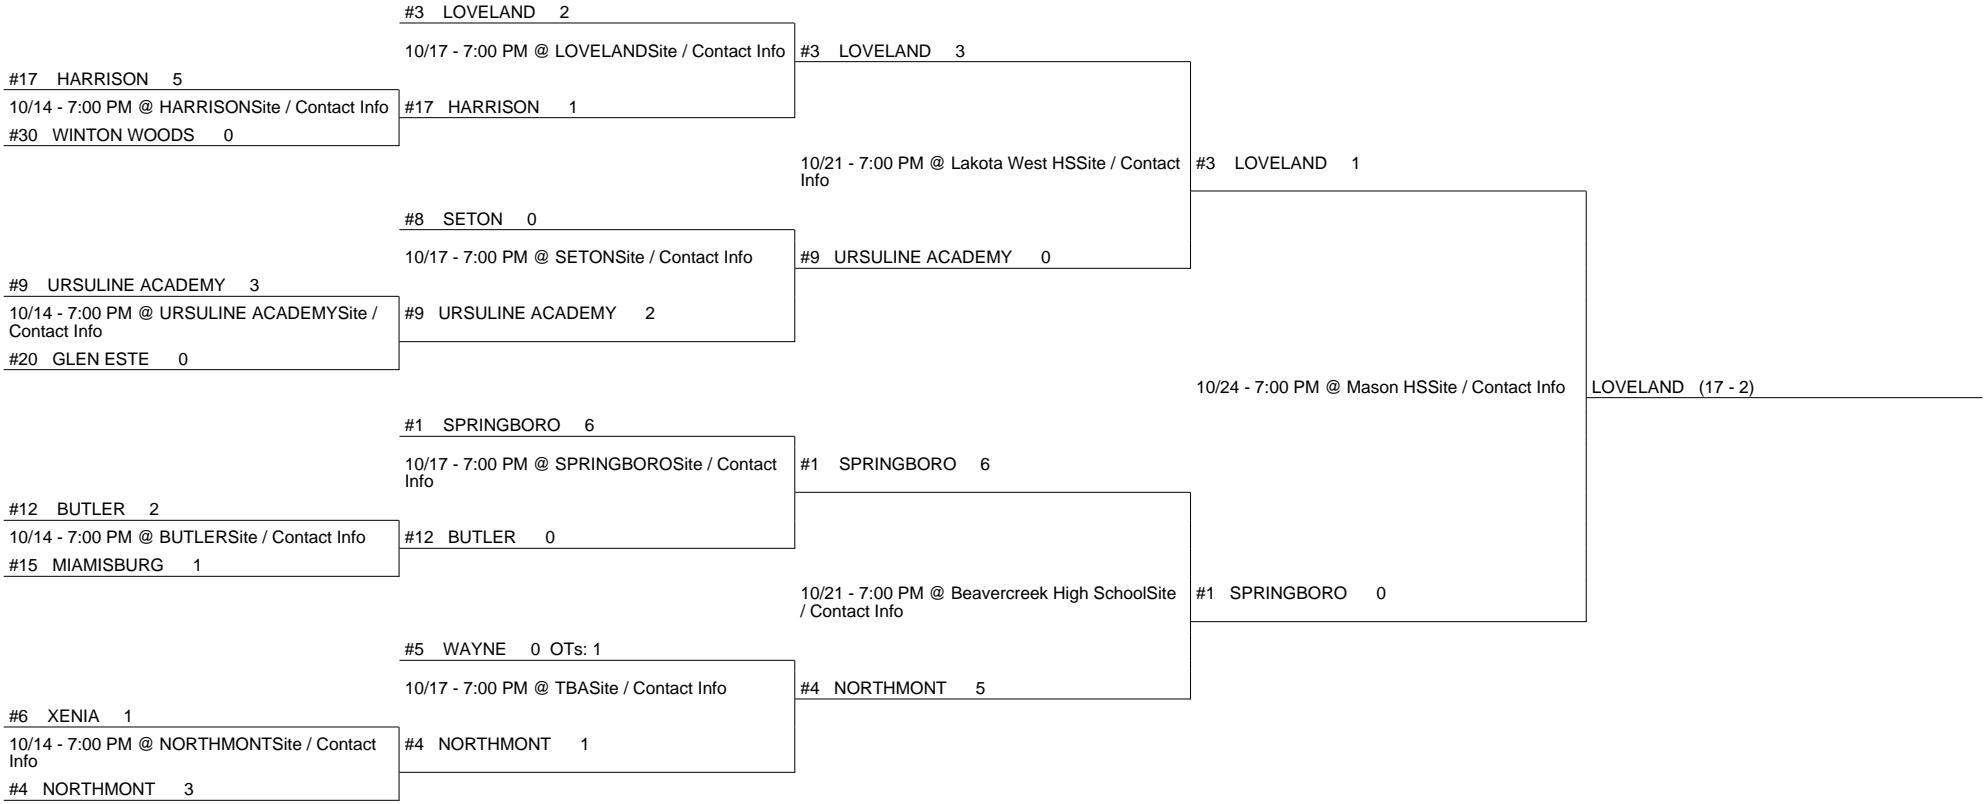 #3 LOVELAND 2
10/17 - 7:00 PM @ LOVELANDSite / Contact Info
#3 LOVELAND 3
#17 HARRISON 5
10/14 - 7:00 PM @ HARRISONSite / Contact Info
#17 HARRISON 1
#30 WINTON WOODS 0
10/21 - 7:00 PM @ Lakota West HSSite / Contact
Info
#3 LOVELAND 1
#8 SETON 0
10/17 - 7:00 PM @ SETONSite / Contact Info
#9 URSULINE ACADEMY 0
#9 URSULINE ACADEMY 3
10/14 - 7:00 PM @ URSULINE ACADEMYSite /
Contact Info
#9 URSULINE ACADEMY 2
#20 GLEN ESTE 0
10/24 - 7:00 PM @ Mason HSSite / Contact Info
LOVELAND (17 - 2)
#1 SPRINGBORO 6
10/17 - 7:00 PM @ SPRINGBOROSite / Contact
Info
#1 SPRINGBORO 6
#12 BUTLER 2
10/14 - 7:00 PM @ BUTLERSite / Contact Info
#12 BUTLER 0
#15 MIAMISBURG 1
10/21 - 7:00 PM @ Beavercreek High SchoolSite
/ Contact Info
#1 SPRINGBORO 0
#5 WAYNE 0 OTs: 1
10/17 - 7:00 PM @ TBASite / Contact Info
#4 NORTHMONT 5
#6 XENIA 1
10/14 - 7:00 PM @ NORTHMONTSite / Contact
Info
#4 NORTHMONT 1
#4 NORTHMONT 3